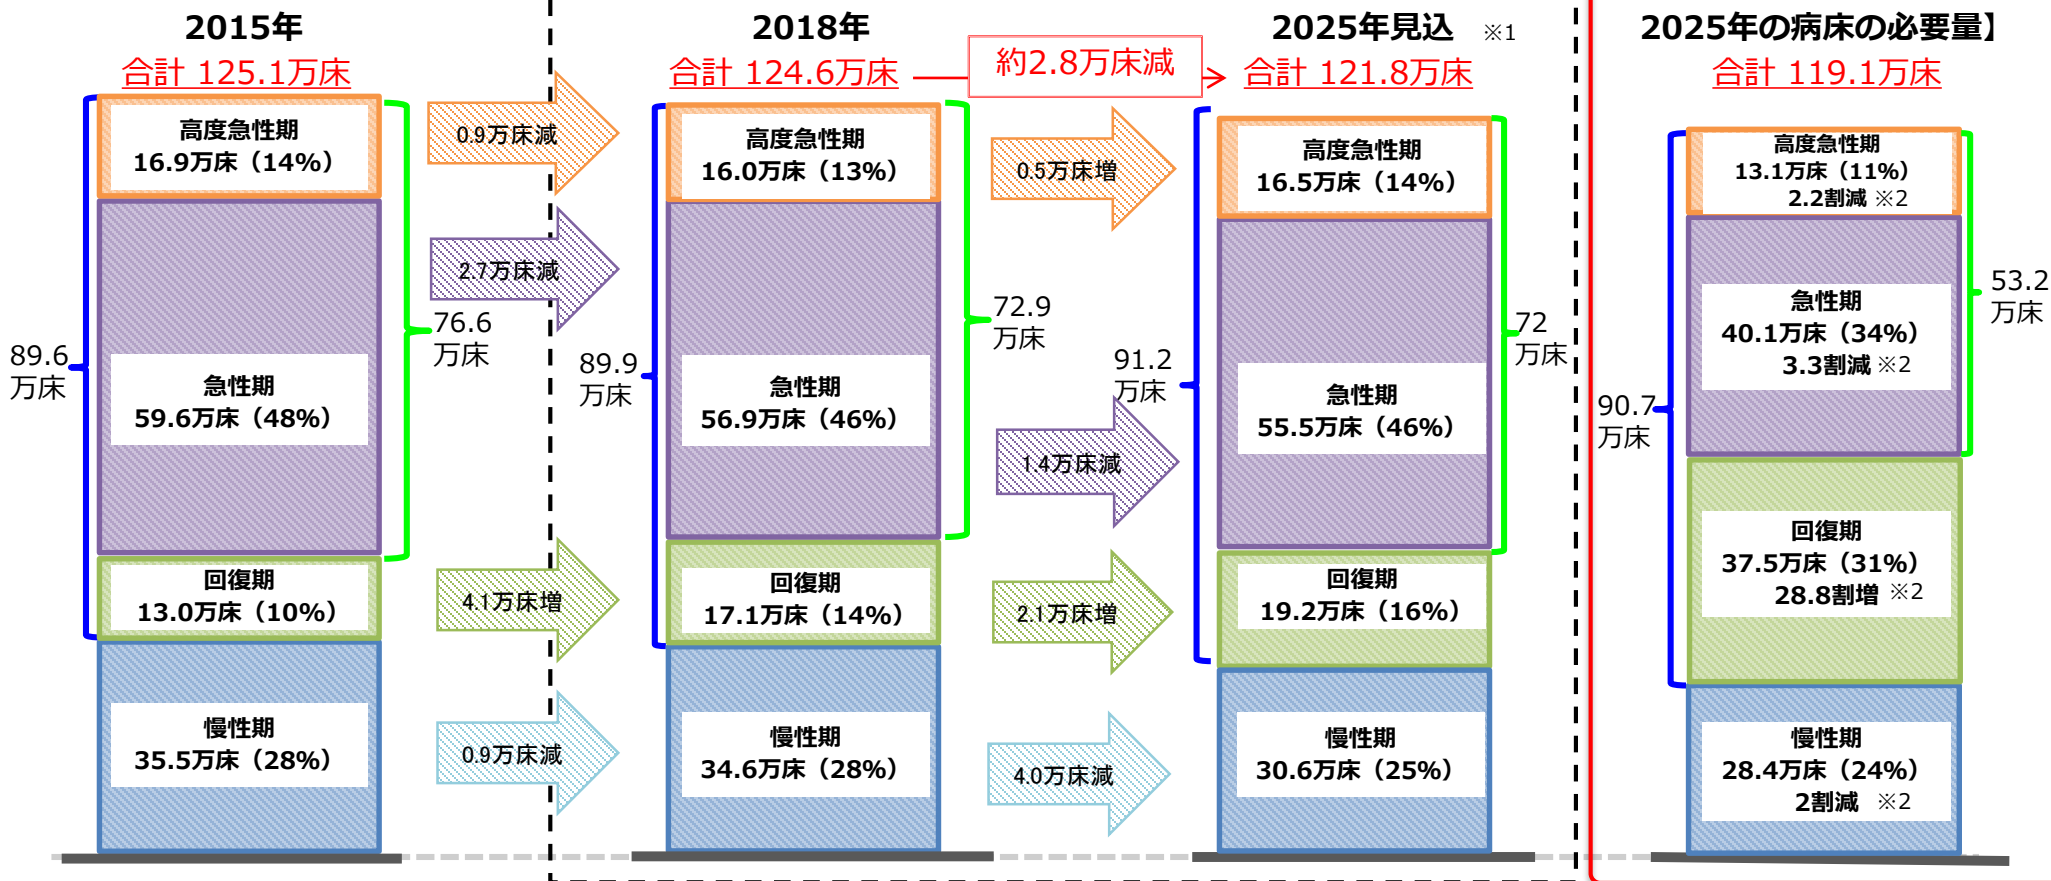 2015年
合計 125.1万床
高度急性期
16.9万床（14%）
急性期
59.6万床（48%）
回復期
13.0万床（10%）
慢性期
35.5万床（28%）
89.6
万床
76.6
万床
0.9万床減
2.7万床減
4.1万床増
0.9万床減
2018年
合計 124.6万床
高度急性期
16.0万床（13%）
急性期
56.9万床（46%）
回復期
17.1万床（14%）
慢性期
34.6万床（28%）
89.9
万床
72.9
万床
約2.8万床減
0.5万床増
1.4万床減
2.1万床増
4.0万床減
2025年見込 ※1
合計 121.8万床
高度急性期
16.5万床（14%）
急性期
55.5万床（46%）
回復期
19.2万床（16%）
慢性期
30.6万床（25%）
91.2
万床
72
万床
2025年の病床の必要量】
合計 119.1万床
高度急性期
13.1万床（11%）
2.2割減 ※2
急性期
40.1万床（34%）
3.3割減 ※2
回復期
37.5万床（31%）
28.8割増 ※2
慢性期
28.4万床（24%）
2割減 ※2
90.7
万床
53.2
万床